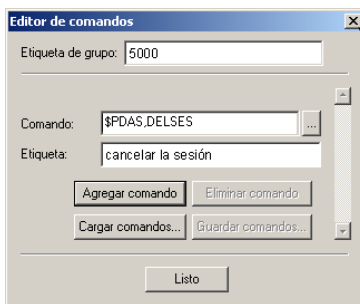 Editor de comandos
Etiqueta de grupo: 5000
Comando: $PDAS,DELSES ...
Etiqueta: cancelar la sesión
Agregar comando Eliminar comando
Cargar comandos... Guardar comandos...
Listo